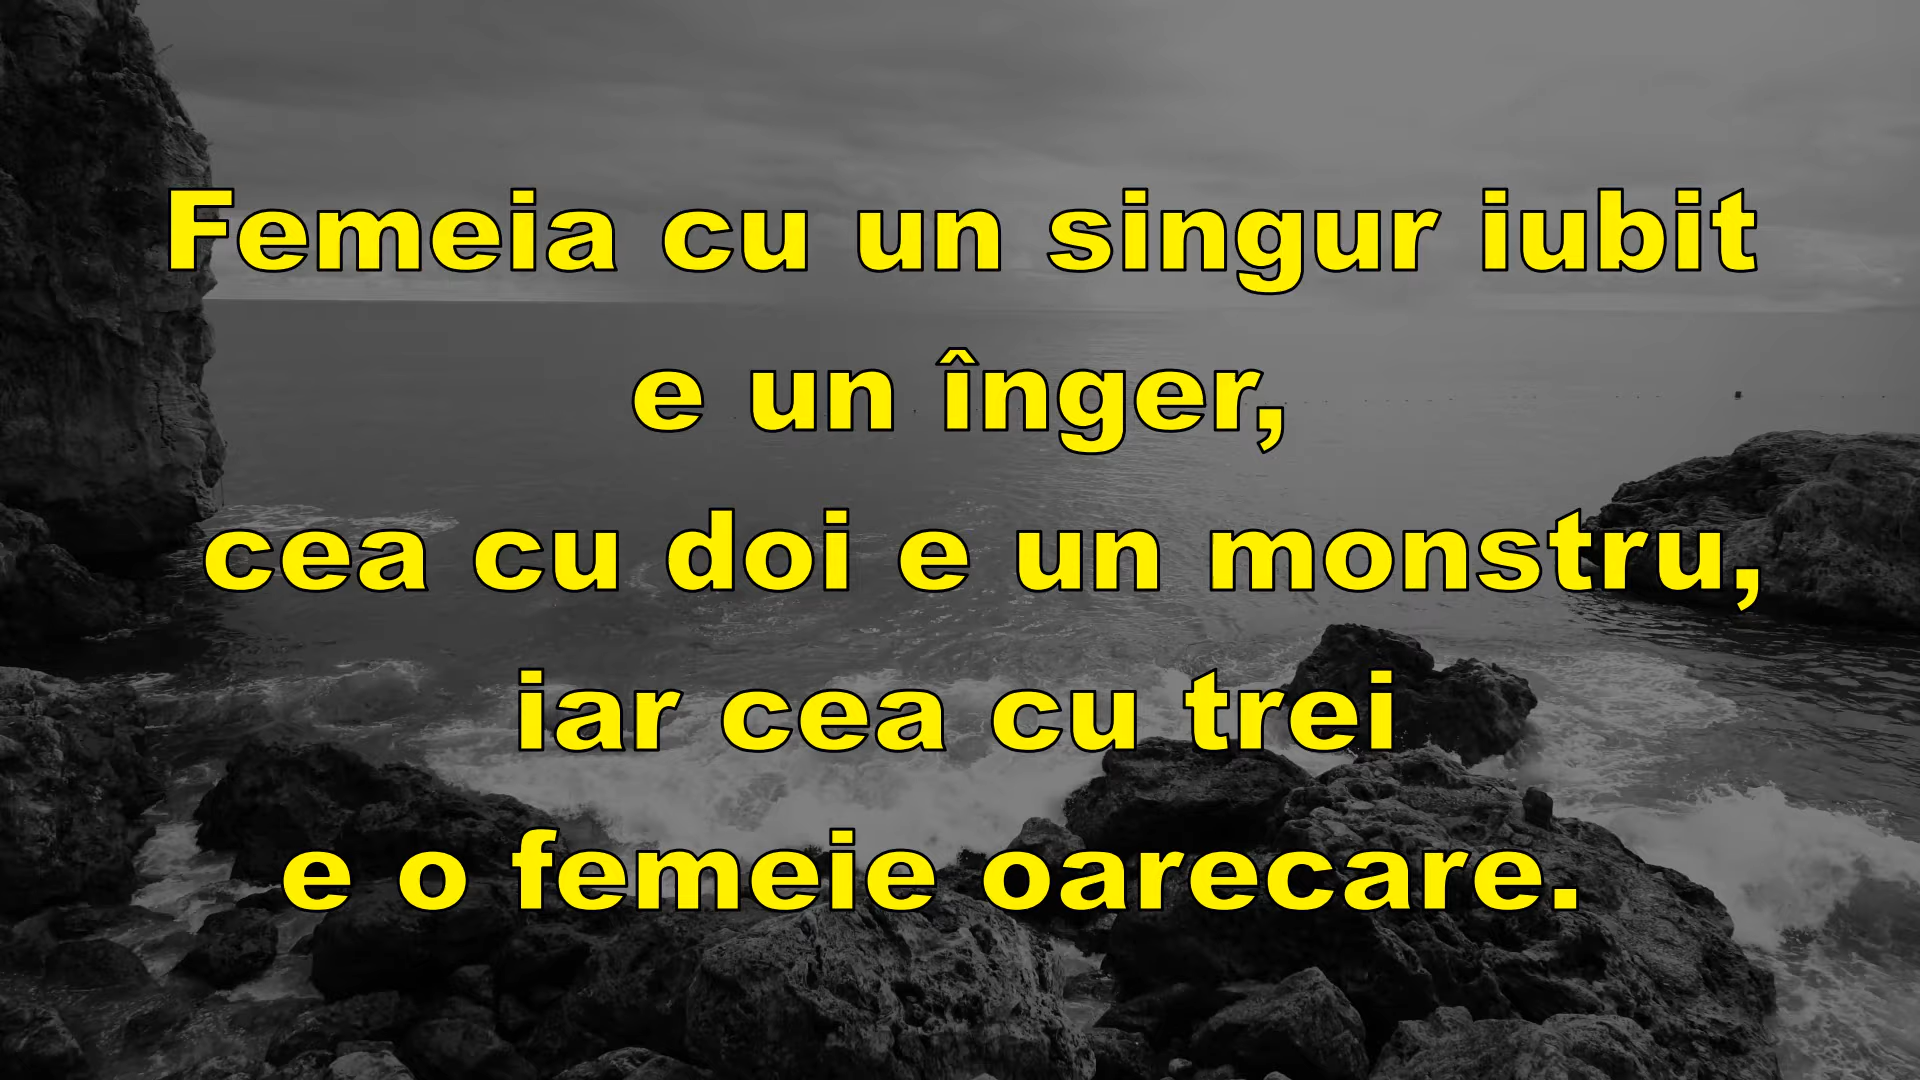 Femeia cu un singur iubit
e un înger,
cea cu doi e un monstru,
iar cea cu trei
e o femeie oarecare.